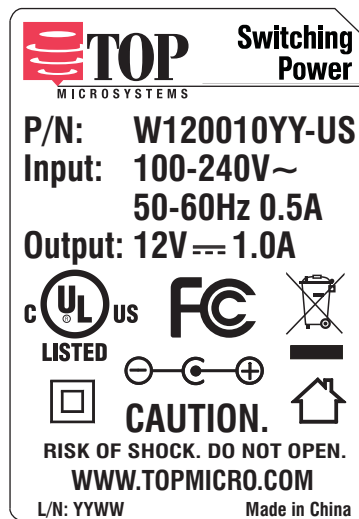 TOP
MICROSYSTEMS
Switching
Power
P/N: W120010YY-US
Input: 100-240V~
50-60Hz 0.5A
Output: 12V⎓1.0A
C UL US
®
LISTED
FC
CAUTION.
RISK OF SHOCK. DO NOT OPEN.
WWW.TOPMICRO.COM
L/N: YYWW Made in China